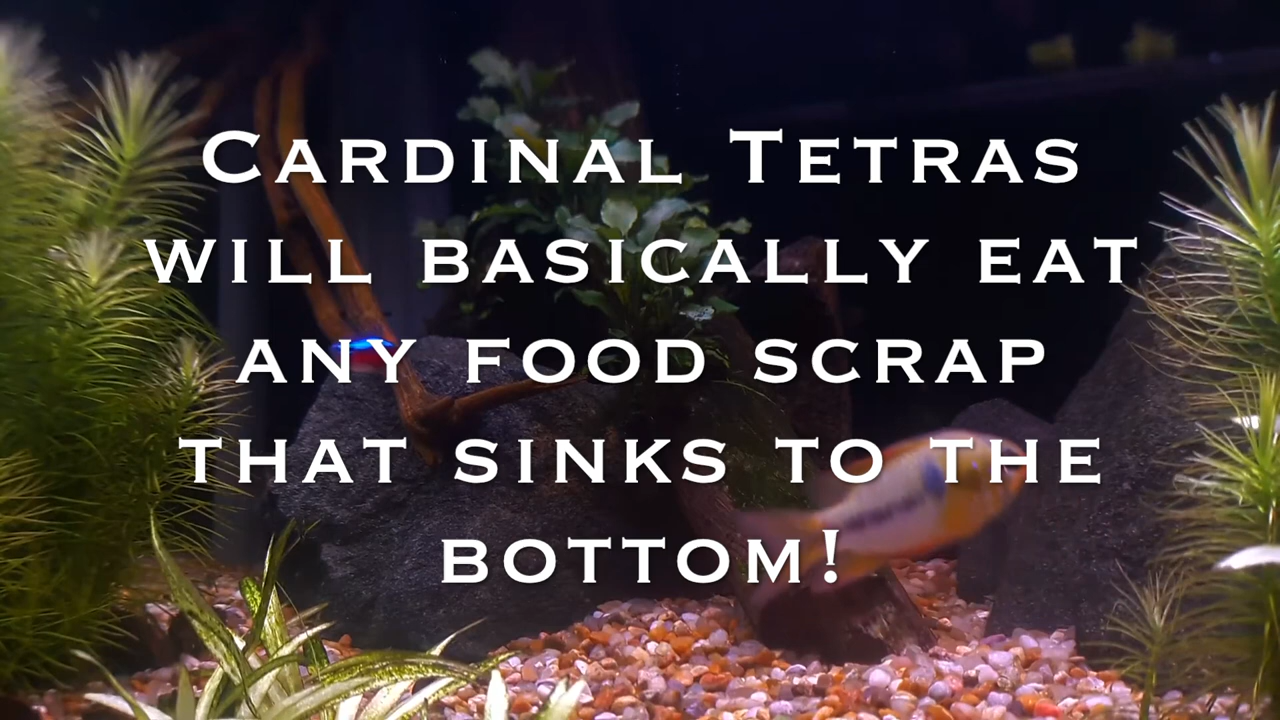 Cardinal Tetras
will basically eat
any food scrap
that sinks to the
bottom!